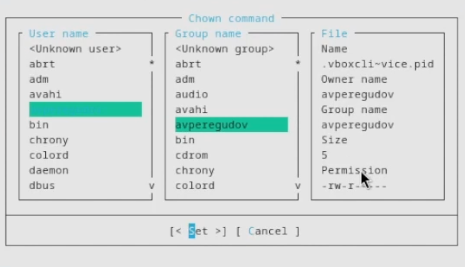 Chown command
User name
<Unknown user>
abrt
adm
avahi
bin
chrony
colord
daemon
dbus
Group name
<Unknown group>
abrt
adm
audio
avahi
avperegudov
bin
cdrom
chrony
colord
File
Name
.vboxcli~vice.pid
Owner name
avperegudov
Group name
avperegudov
Size
5
Permission
[< Set >] [ Cancel ]